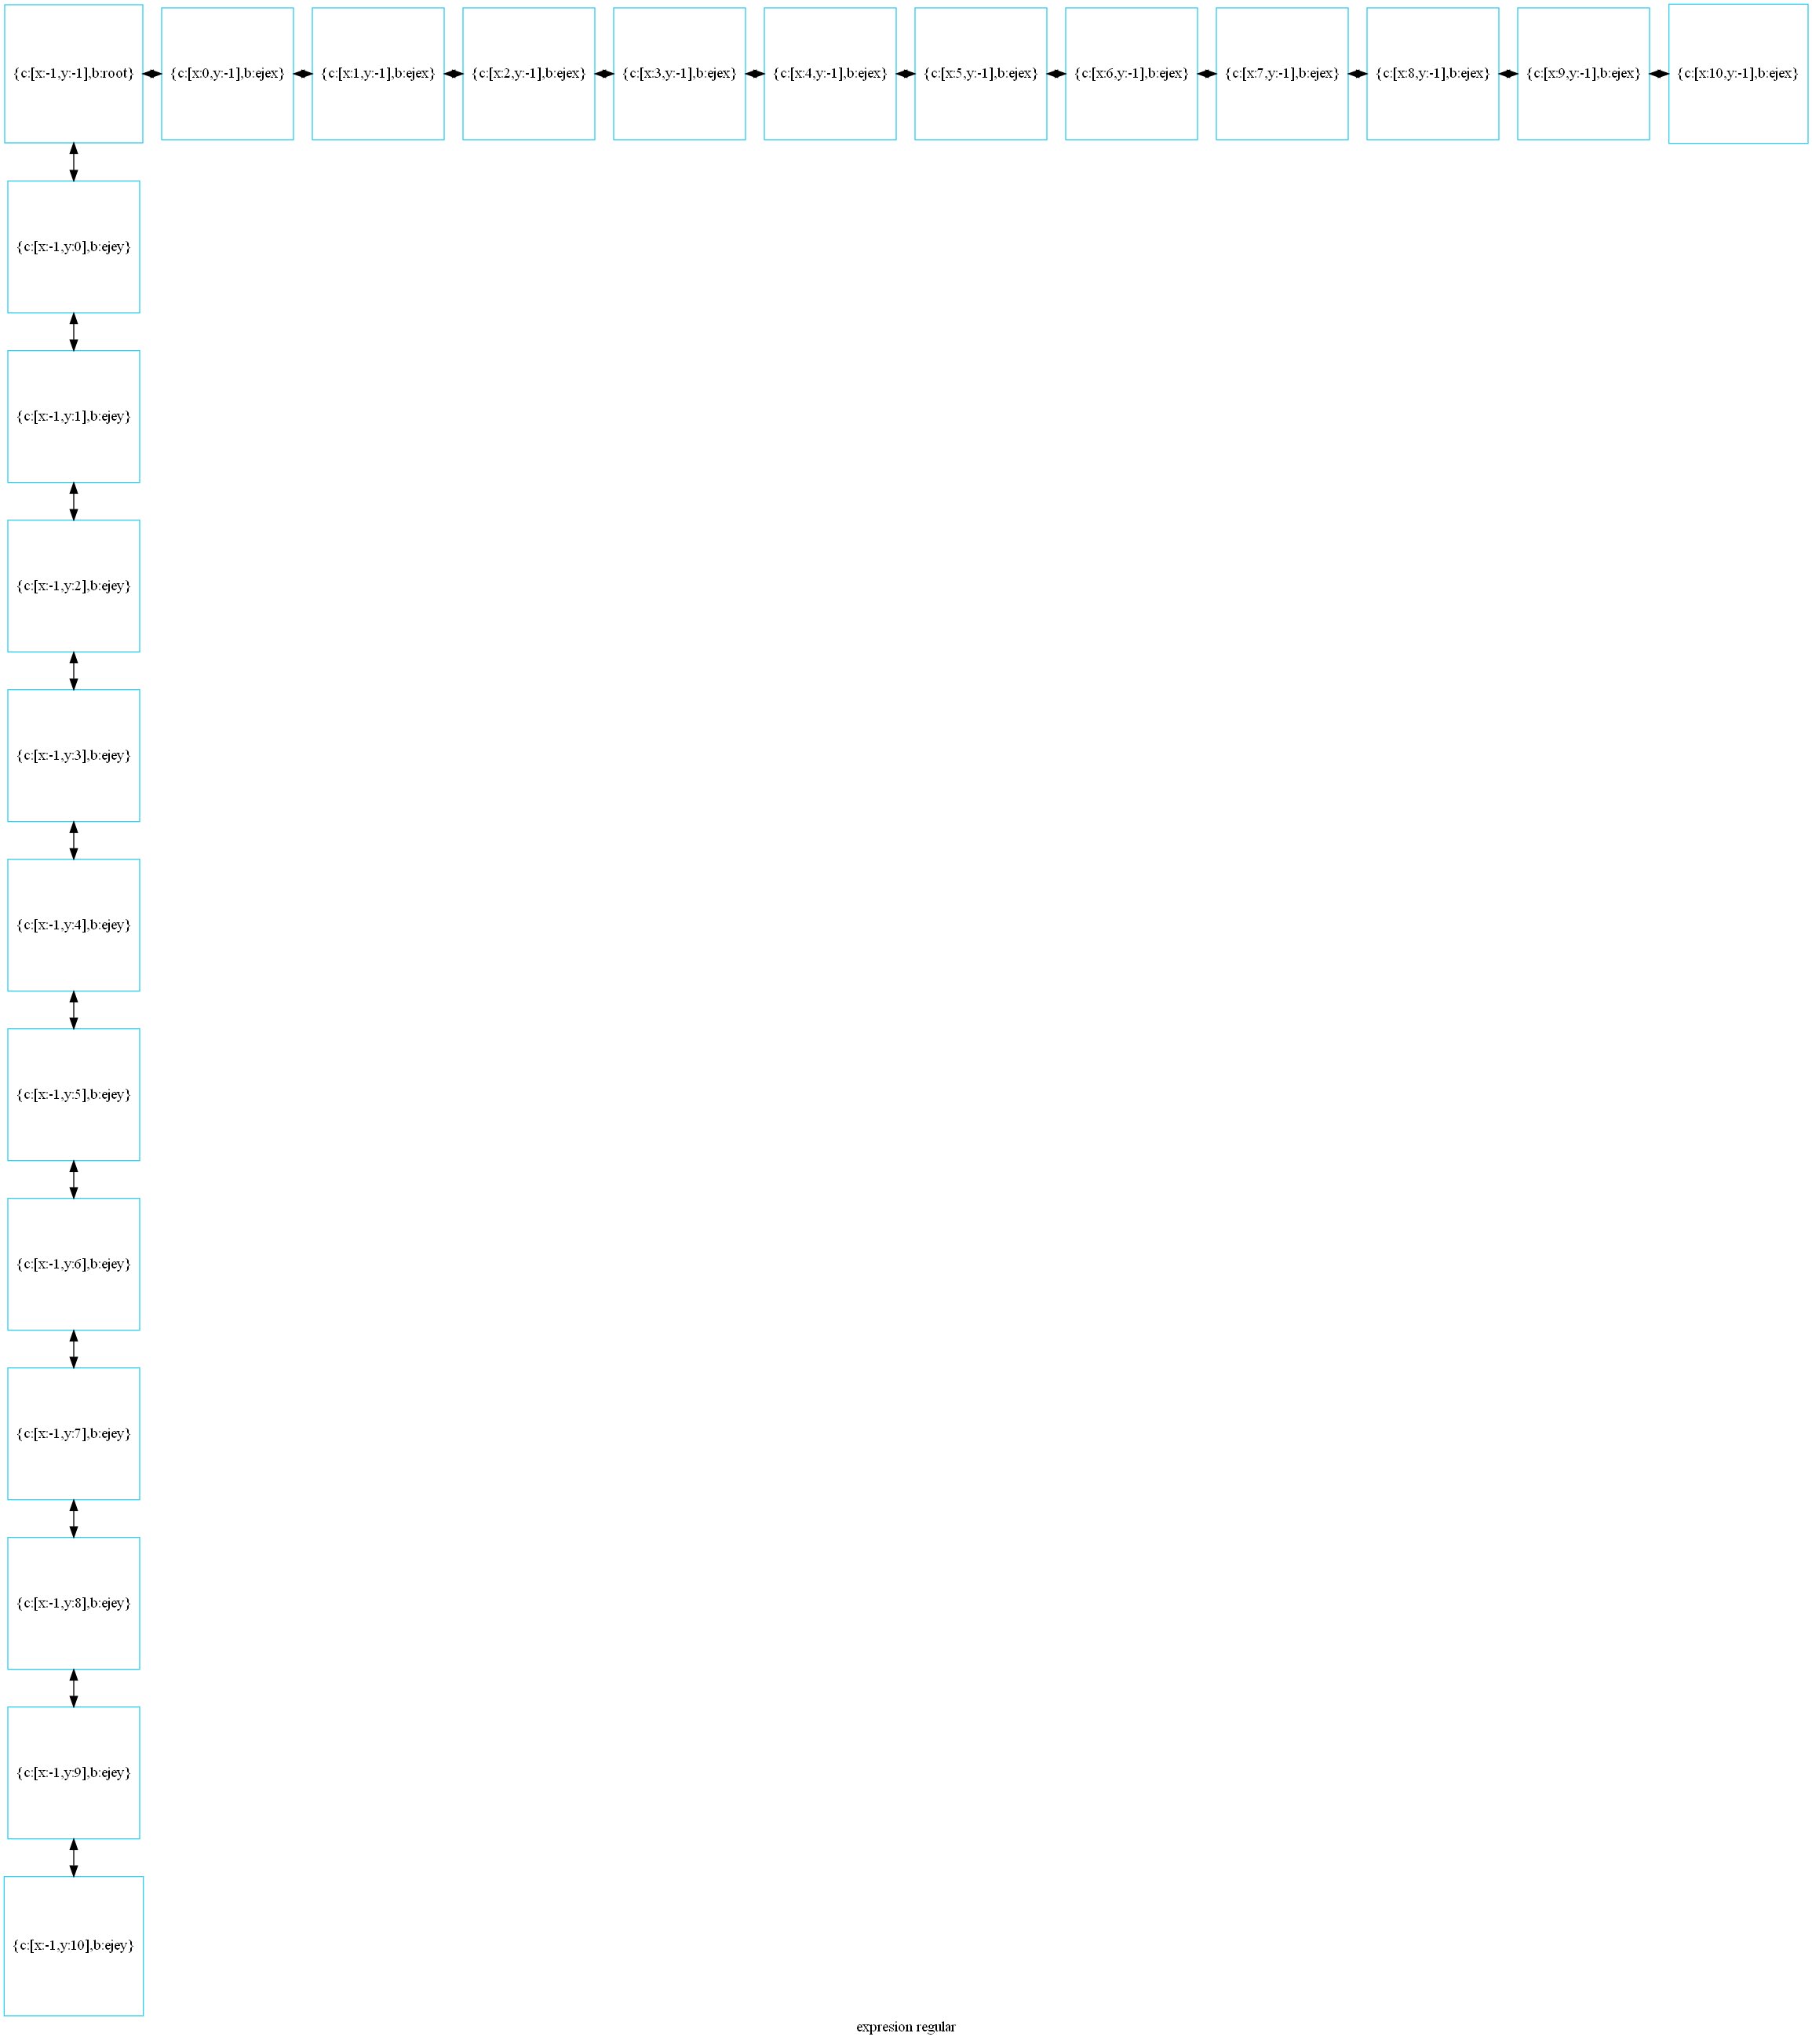 {c:[x:-1,y:-1],b:root} {c:[x:0,y:-1],b:ejex} {c:[x:1,y:-1],b:ejex} {c:[x:2,y:-1],b:ejex} {c:[x:3,y:-1],b:ejex} {c:[x:4,y:-1],b:ejex} {c:[x:5,y:-1],b:ejex} {c:[x:6,y:-1],b:ejex} {c:[x:7,y:-1],b:ejex} {c:[x:8,y:-1],b:ejex} {c:[x:9,y:-1],b:ejex} {c:[x:10,y:-1],b:ejex}
{c:[x:-1,y:0],b:ejey}
{c:[x:-1,y:1],b:ejey}
{c:[x:-1,y:2],b:ejey}
{c:[x:-1,y:3],b:ejey}
{c:[x:-1,y:4],b:ejey}
{c:[x:-1,y:5],b:ejey}
{c:[x:-1,y:6],b:ejey}
{c:[x:-1,y:7],b:ejey}
{c:[x:-1,y:8],b:ejey}
{c:[x:-1,y:9],b:ejey}
{c:[x:-1,y:10],b:ejey}
expresion regular